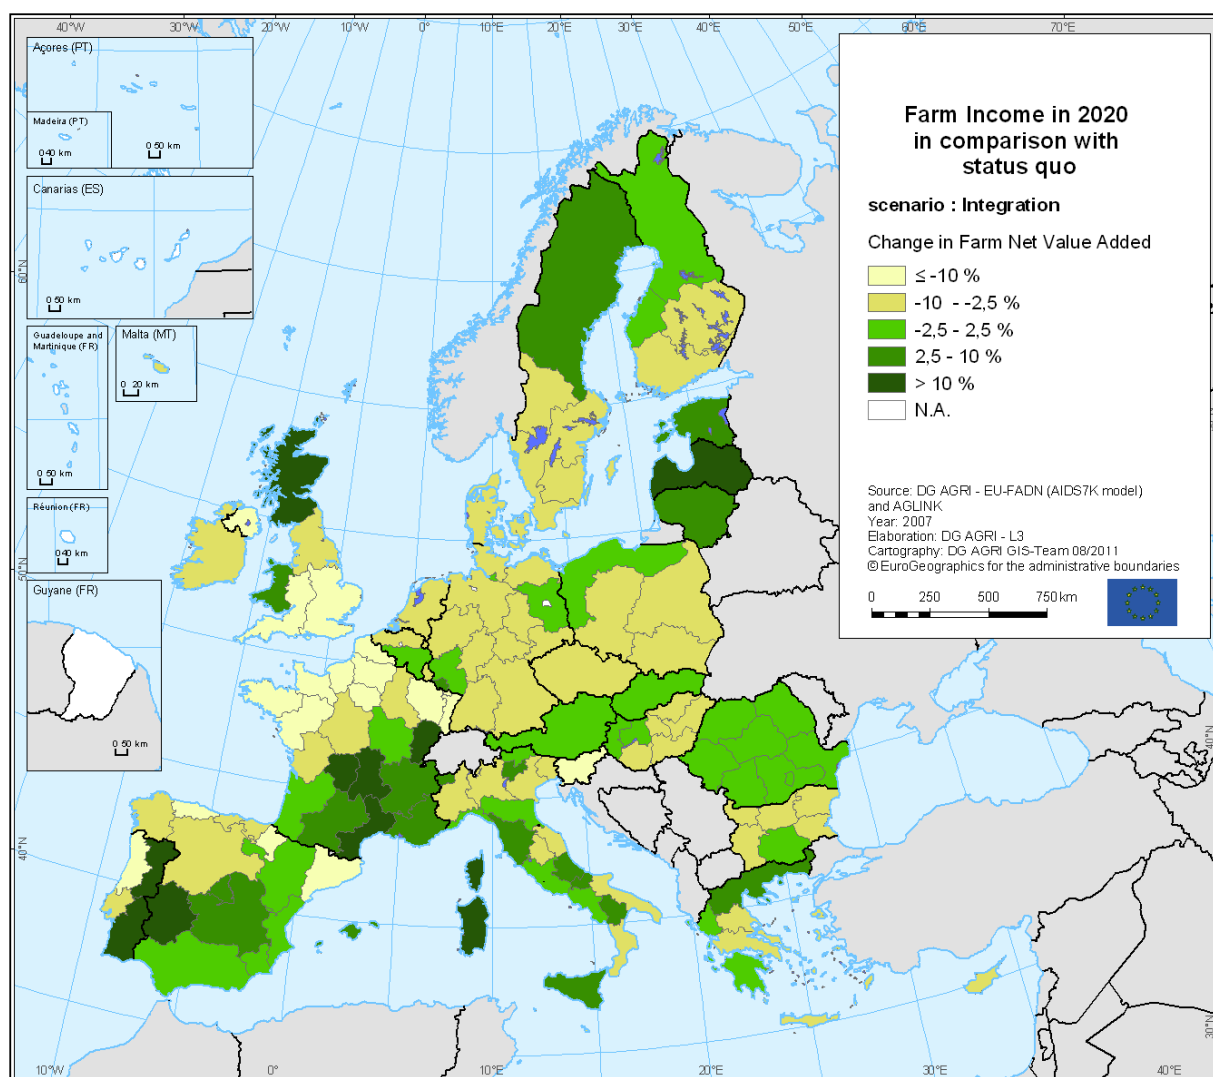 40°W
30°W
20°W
10°W
0°
10°E
20°E
30°E
40°E
50°E
70°E
Açores (PT)
Madeira (PT)
0 40 km
0 50 km
Canarias (ES)
0 50 km
Guadeloupe and
Martinique (FR)
0 50 km
Malta (MT)
0 20 km
Réunion (FR)
0 40 km
Guyane (FR)
0 50 km
Farm Income in 2020
in comparison with
status quo
scenario : Integration
Change in Farm Net Value Added
≤ -10 %
-10 - -2,5 %
-2,5 - 2,5 %
2,5 - 10 %
> 10 %
N.A.
Source: DG AGRI - EU-FADN (AIDS7K model)
and AGLINK
Year: 2007
Elaboration: DG AGRI - L3
Cartography: DG AGRI GIS-Team 08/2011
© EuroGeographics for the administrative boundaries
0 250 500 750 km
60°N
50°N
40°N
40°N
30°N
10°W
0°
10°E
20°E
30°E
40°E